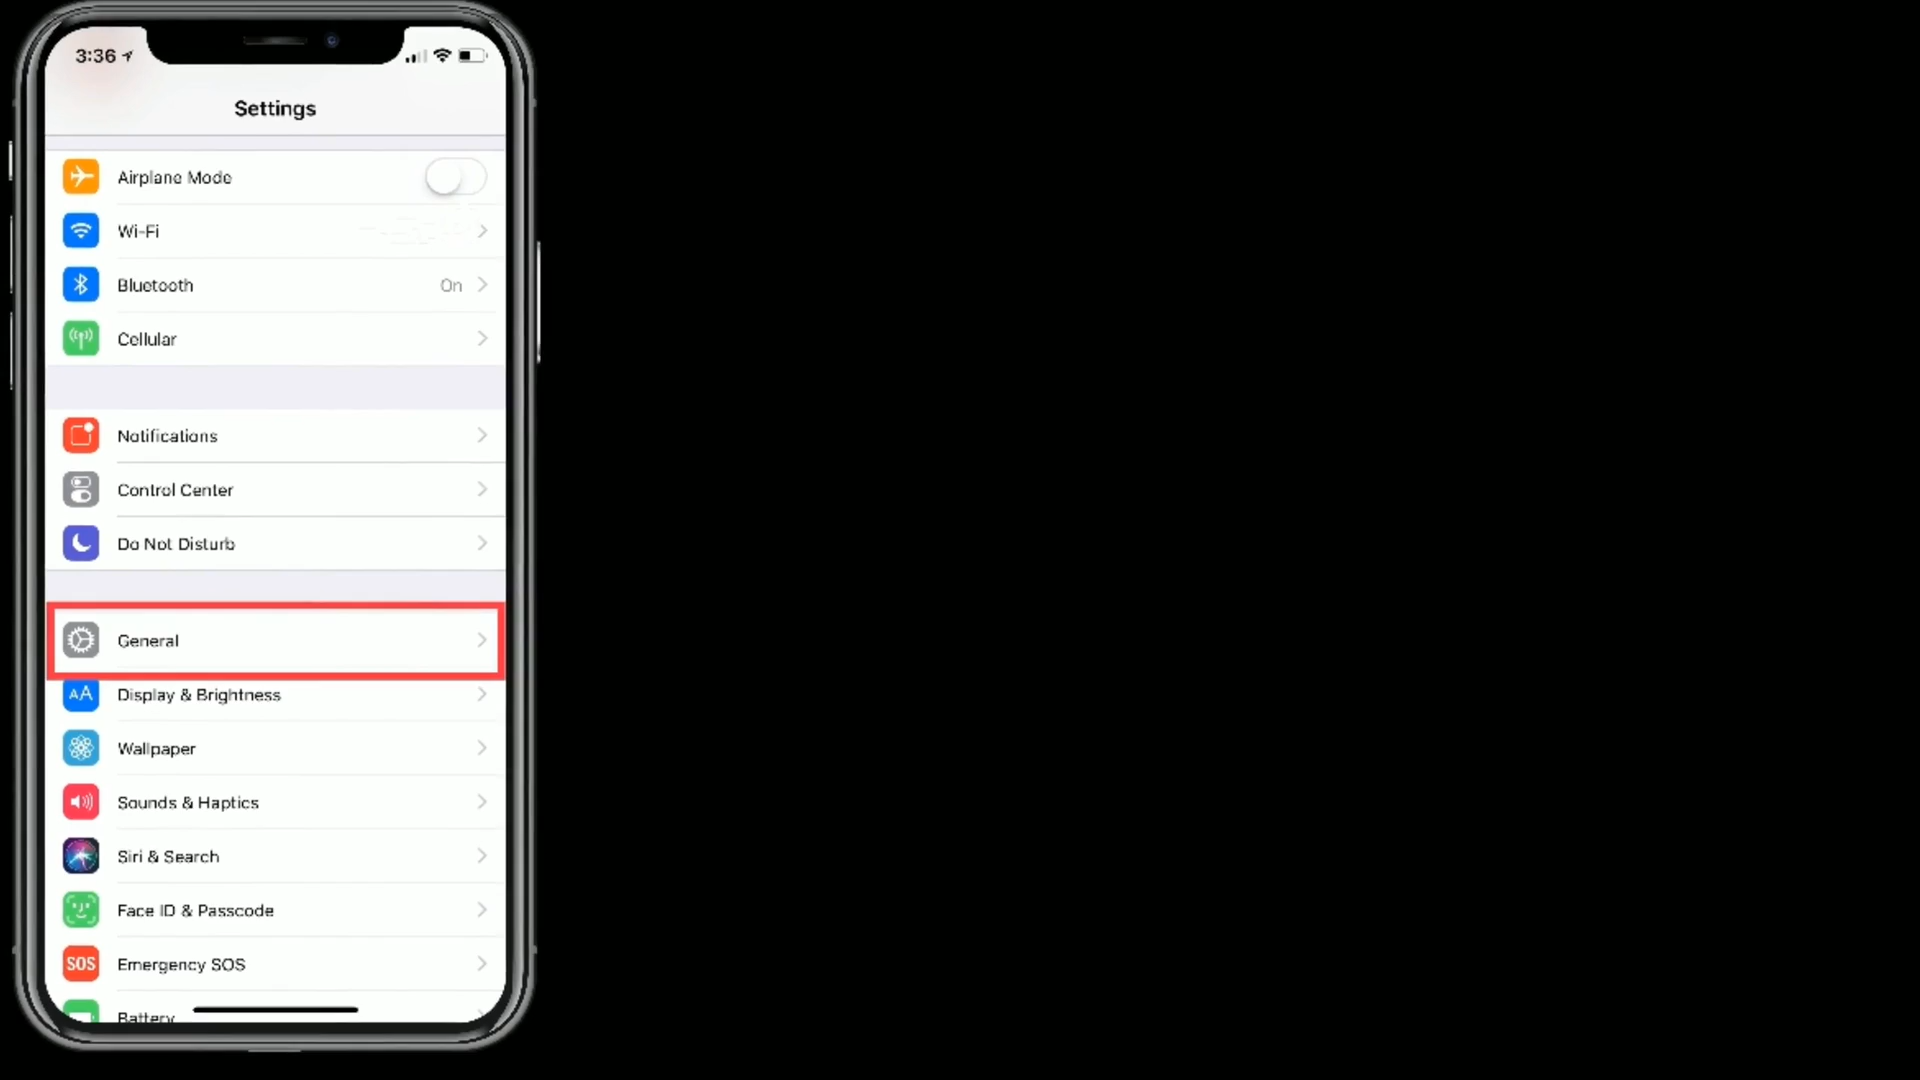 3:36
Settings
Airplane Mode
Wi-Fi
Bluetooth On
Cellular
Notifications
Control Center
Do Not Disturb
General
AA Display & Brightness
Wallpaper
Sounds & Haptics
Siri & Search
Face ID & Passcode
SOS Emergency SOS
Battery